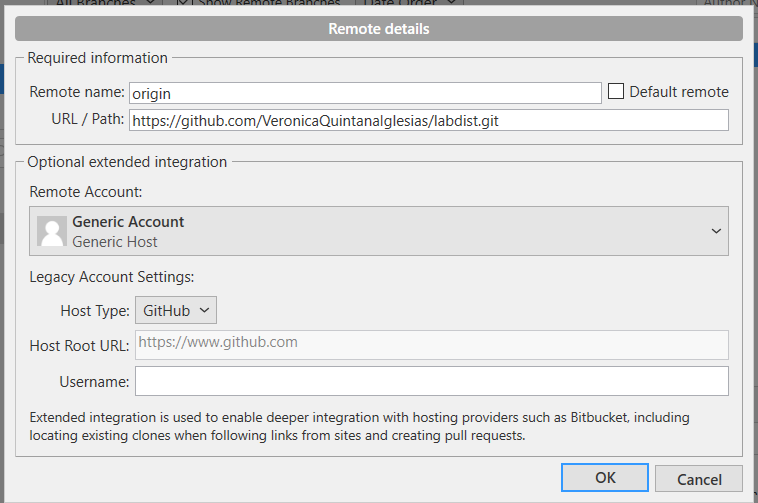 All Branches Show Remote Branches Date Order Author
Remote details
Required information
Remote name: origin Default remote
URL / Path: https://github.com/VeronicaQuintanaIglesias/labdist.git
Optional extended integration
Remote Account:
Generic Account
Generic Host
Legacy Account Settings:
Host Type: GitHub
Host Root URL: https://www.github.com
Username:
Extended integration is used to enable deeper integration with hosting providers such as Bitbucket, including
locating existing clones when following links from sites and creating pull requests.
OK Cancel